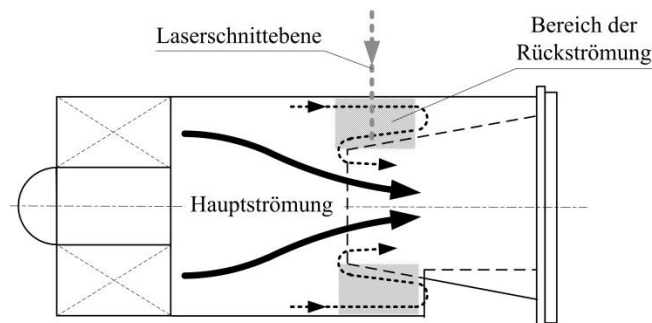 Laserschnittebene
Bereich der
Rückströmung
Hauptströmung